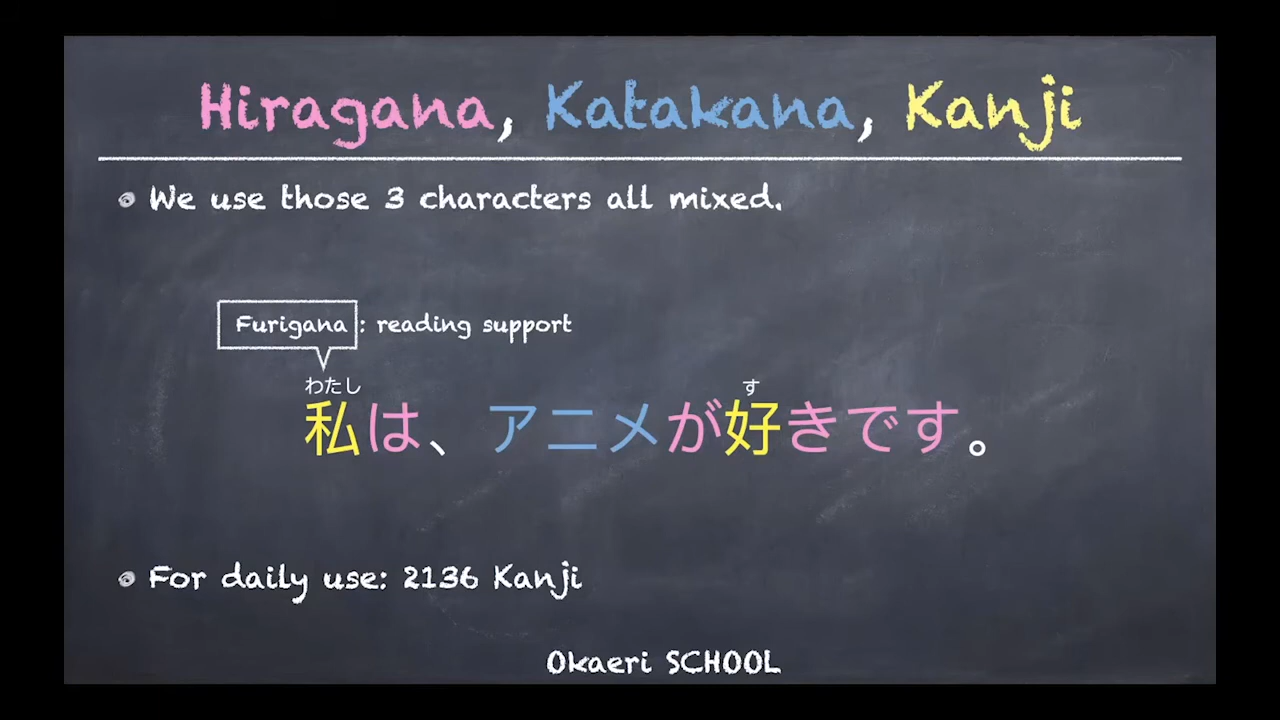 Hiragana, Katakana, Kanji
We use those 3 characters all mixed.
Furigana : reading support
わたし す
私は、アニメが好きです。
For daily use: 2136 Kanji
Okaeri SCHOOL